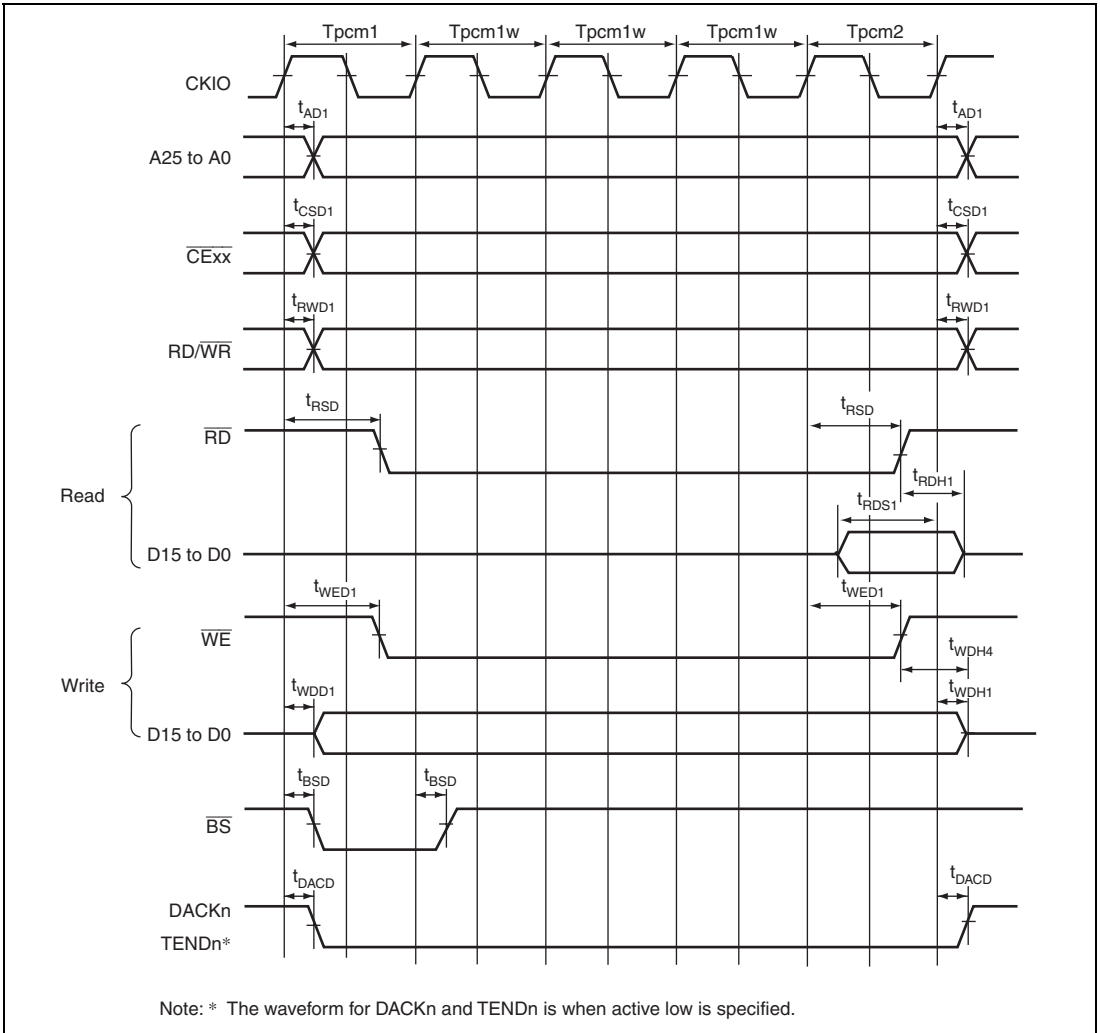 Tpcm1 Tpcm1w Tpcm1w Tpcm1w Tpcm2
CKIO
tAD1 tAD1
A25 to A0
tCSD1 tCSD1
CExx
tRWD1 tRWD1
RD/WR
tRSD tRSD
RD
tRDH1
Read
tRDS1
D15 to D0
tWED1 tWED1
WE
tWDH4
Write
tWDD1 tWDH1
D15 to D0
tBSD tBSD
BS
tDACD tDACD
DACKn
TENDn*
Note: * The waveform for DACKn and TENDn is when active low is specified.